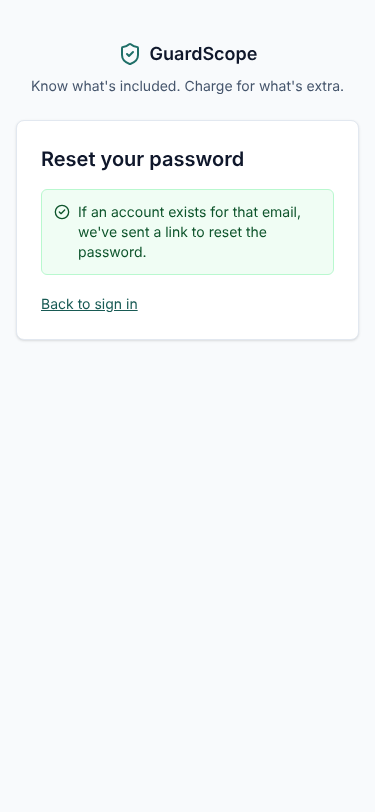 GuardScope
Know what's included. Charge for what's extra.
Reset your password
If an account exists for that email,
we've sent a link to reset the
password.
Back to sign in